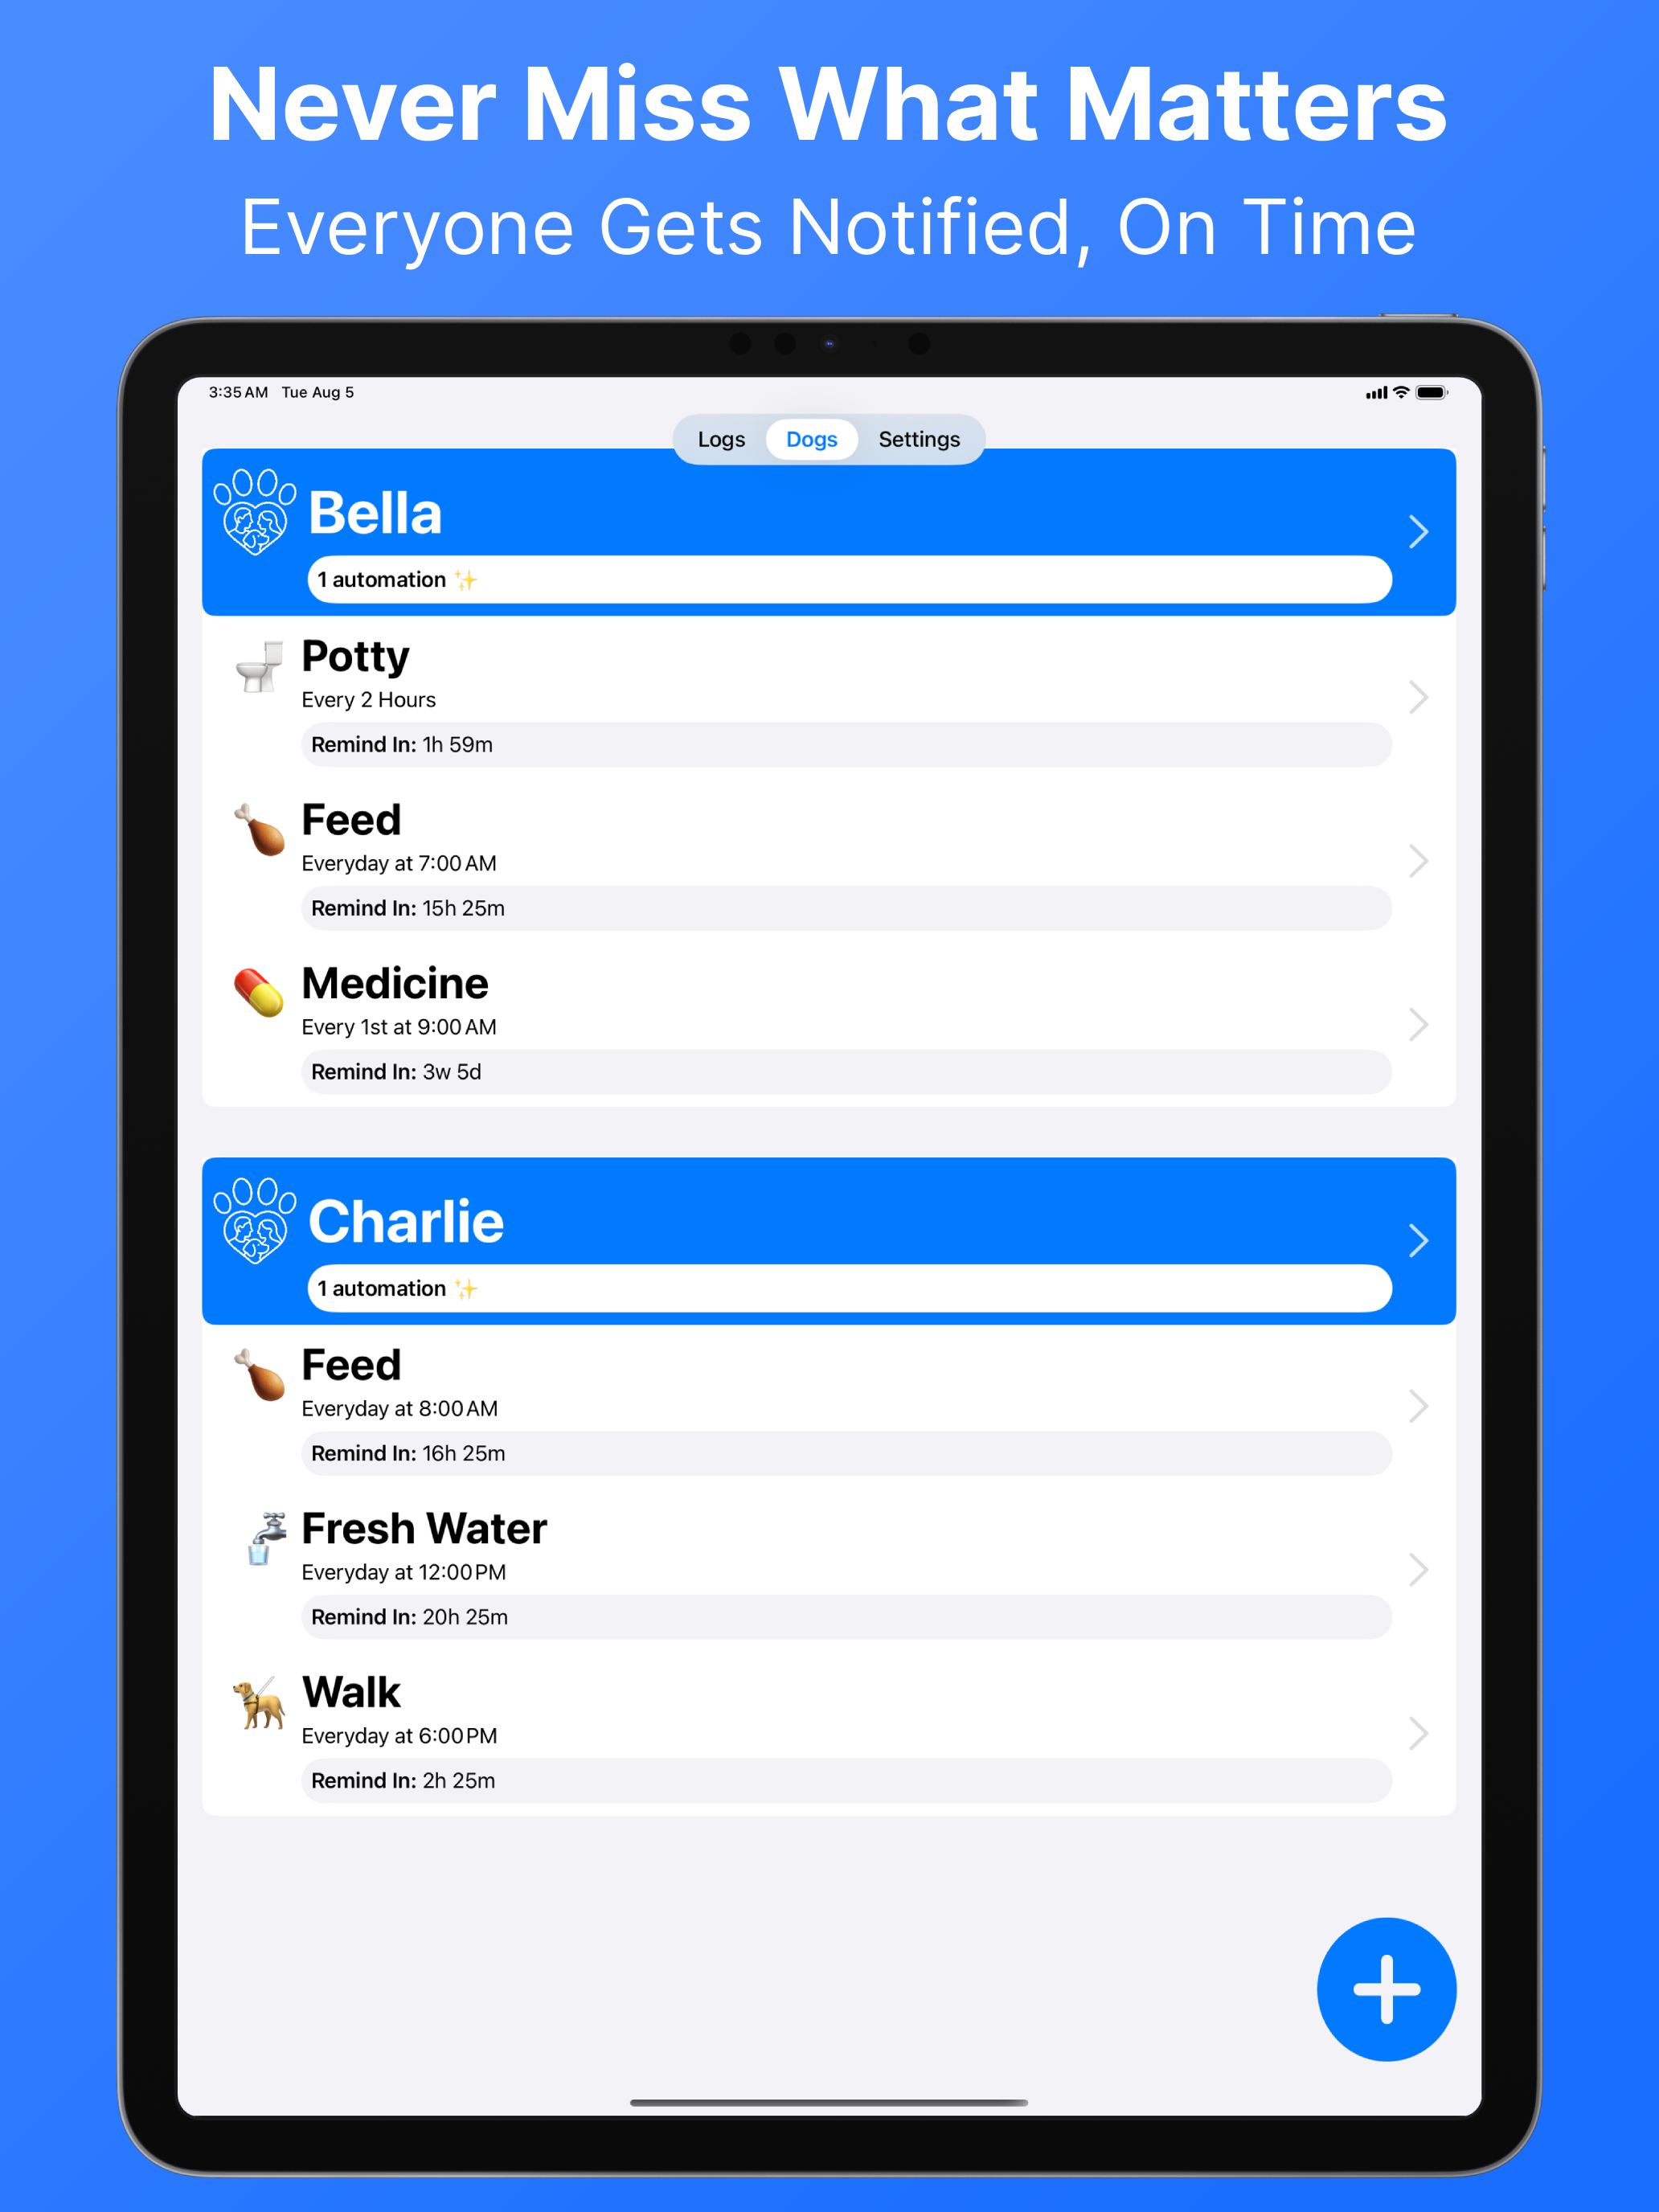 Never Miss What Matters
Everyone Gets Notified, On Time
3:35 AM Tue Aug 5
Logs Dogs Settings
Bella
1 automation ✨
Potty
Every 2 Hours
Remind In: 1h 59m
Feed
Everyday at 7:00 AM
Remind In: 15h 25m
Medicine
Every 1st at 9:00 AM
Remind In: 3w 5d
Charlie
1 automation ✨
Feed
Everyday at 8:00 AM
Remind In: 16h 25m
Fresh Water
Everyday at 12:00 PM
Remind In: 20h 25m
Walk
Everyday at 6:00 PM
Remind In: 2h 25m